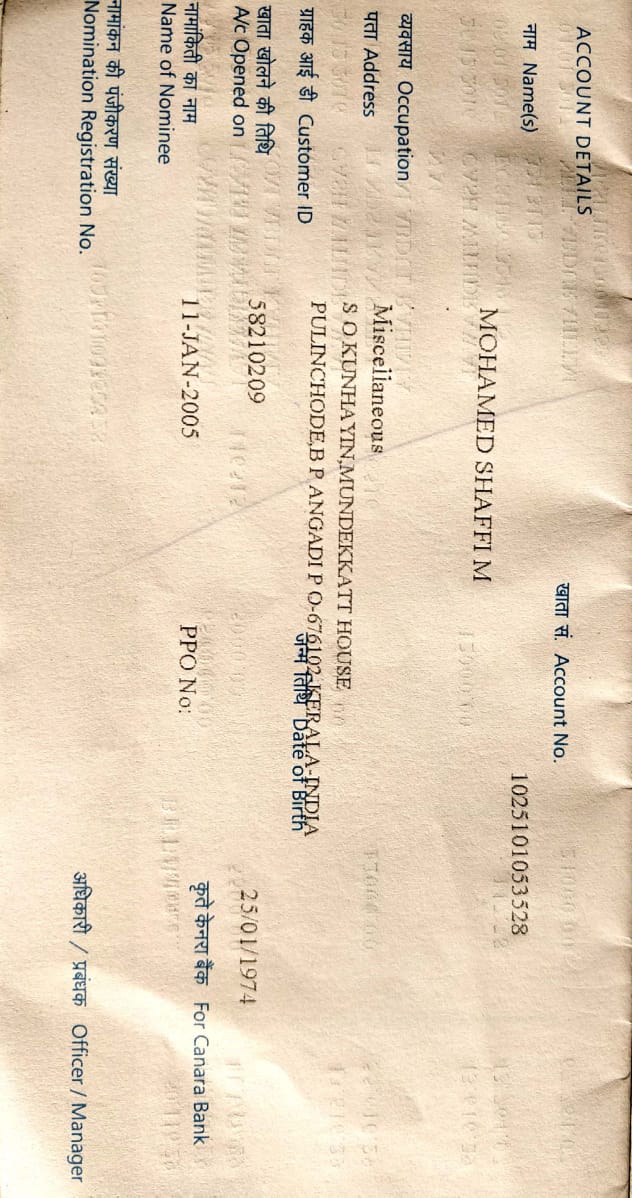 ACCOUNT DETAILS
खाता सं. Account No.
नाम Name(s)
1025101053528
MOHAMED SHAFFI M
व्यवसाय Occupation
Miscellaneous
पता Address
S O KUNHAYIN,MUNDEKKATT HOUSE
PULINCHODE,B P ANGADI P O-676102-KERALA-INDIA
ग्राहक आई डी Customer ID
जन्म तिथि Date of Birth
खाता खोलने की तिथि
58210209
25/01/1974
A/c Opened on
नामांकिती का नाम
11-JAN-2005
PPO No:
कृते केनरा बैंक For Canara Bank
Name of Nominee
नामांकन की पंजीकरण संख्या
Nomination Registration No.
अधिकारी / प्रबंधक Officer / Manager